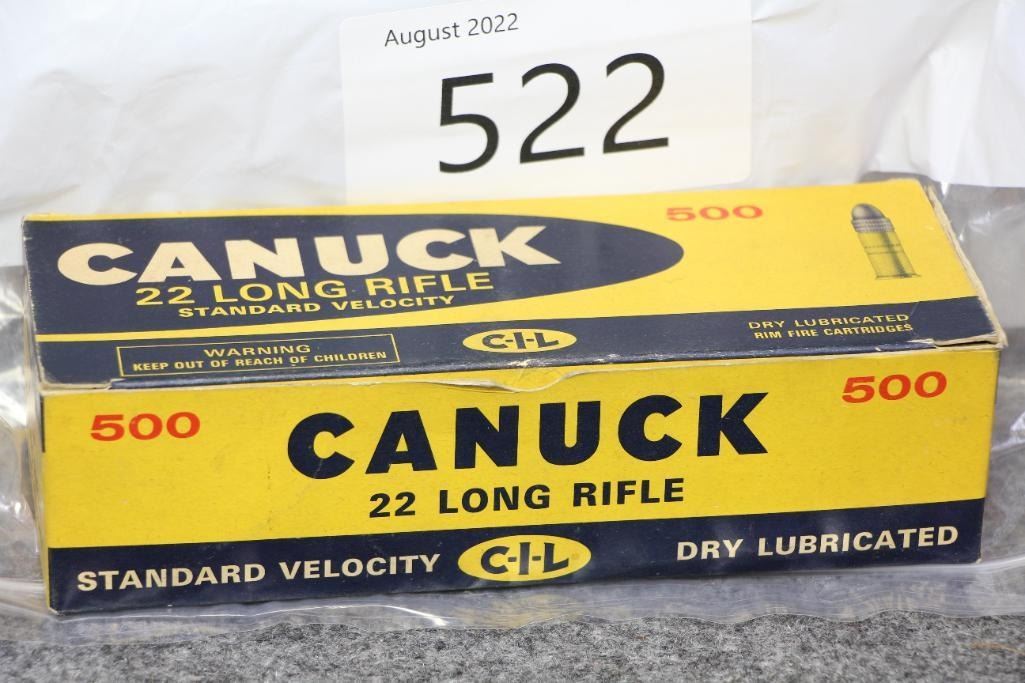 August 2022
522
500
CANUCK
22 LONG RIFLE
STANDARD VELOCITY
WARNING
KEEP OUT OF REACH OF CHILDREN
C-I-L
DRY LUBRICATED
RIM FIRE CARTRIDGES
500
CANUCK
500
22 LONG RIFLE
STANDARD VELOCITY
C-I-L
DRY LUBRICATED